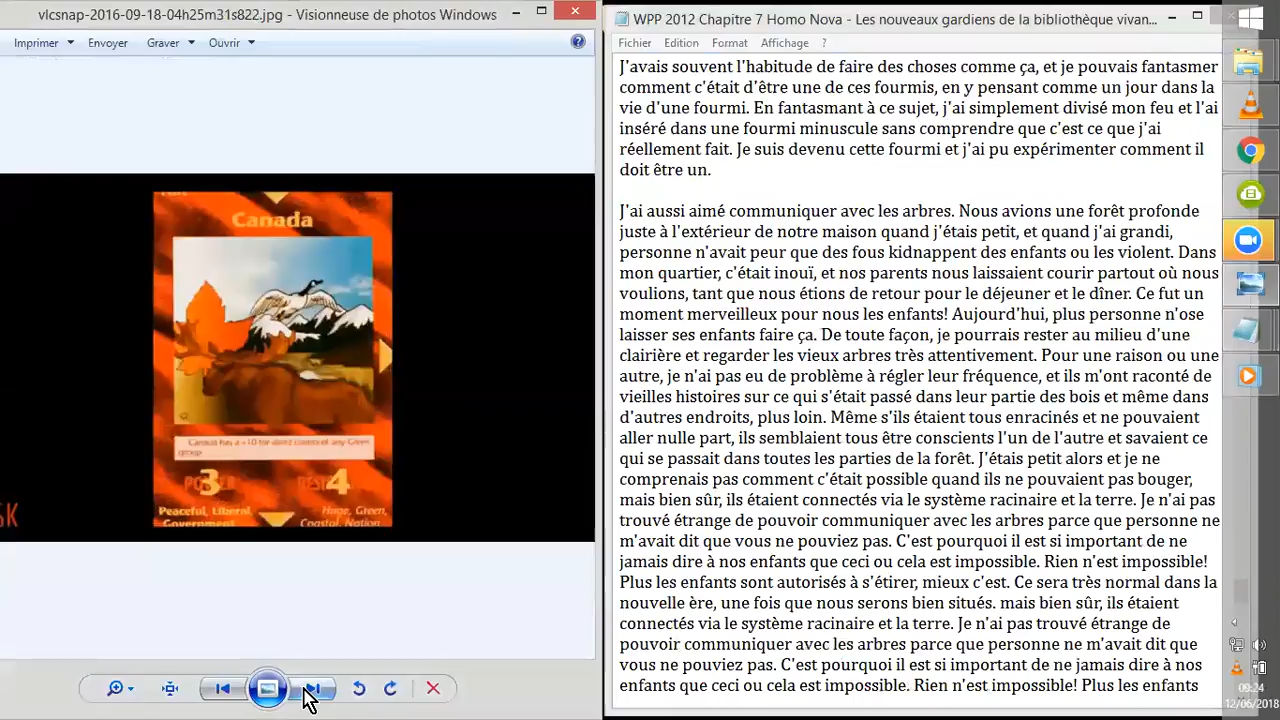 vlcsnap-2016-09-18-04h25m31s822.jpg - Visionneuse de photos Windows
Imprimer Envoyer Graver Ouvrir
Canada
Canada has a +10 for direct control of any Green
group.
POWER 3 4
Peaceful, Liberal, Huge, Green,
Government Coastal, Nation
SK
WPP 2012 Chapitre 7 Homo Nova - Les nouveaux gardiens de la bibliothèque vivan...
Fichier Edition Format Affichage ?
J'avais souvent l'habitude de faire des choses comme ça, et je pouvais fantasmer
comment c'était d'être une de ces fourmis, en y pensant comme un jour dans la
vie d'une fourmi. En fantasmant à ce sujet, j'ai simplement divisé mon feu et l'ai
inséré dans une fourmi minuscule sans comprendre que c'est ce que j'ai
réellement fait. Je suis devenu cette fourmi et j'ai pu expérimenter comment il
doit être un.
J'ai aussi aimé communiquer avec les arbres. Nous avions une forêt profonde
juste à l'extérieur de notre maison quand j'étais petit, et quand j'ai grandi,
personne n'avait peur que des fous kidnappent des enfants ou les violent. Dans
mon quartier, c'était inouï, et nos parents nous laissaient courir partout où nous
voulions, tant que nous étions de retour pour le déjeuner et le dîner. Ce fut un
moment merveilleux pour nous les enfants! Aujourd'hui, plus personne n'ose
laisser ses enfants faire ça. De toute façon, je pourrais rester au milieu d'une
clairière et regarder les vieux arbres très attentivement. Pour une raison ou une
autre, je n'ai pas eu de problème à régler leur fréquence, et ils m'ont raconté de
vieilles histoires sur ce qui s'était passé dans leur partie des bois et même dans
d'autres endroits, plus loin. Même s'ils étaient tous enracinés et ne pouvaient
aller nulle part, ils semblaient tous être conscients l'un de l'autre et savaient ce
qui se passait dans toutes les parties de la forêt. J'étais petit alors et je ne
comprenais pas comment c'était possible quand ils ne pouvaient pas bouger,
mais bien sûr, ils étaient connectés via le système racinaire et la terre. Je n'ai pas
trouvé étrange de pouvoir communiquer avec les arbres parce que personne ne
m'avait dit que vous ne pouviez pas. C'est pourquoi il est si important de ne
jamais dire à nos enfants que ceci ou cela est impossible. Rien n'est impossible!
Plus les enfants sont autorisés à s'étirer, mieux c'est. Ce sera très normal dans la
nouvelle ère, une fois que nous serons bien situés. mais bien sûr, ils étaient
connectés via le système racinaire et la terre. Je n'ai pas trouvé étrange de
pouvoir communiquer avec les arbres parce que personne ne m'avait dit que
vous ne pouviez pas. C'est pourquoi il est si important de ne jamais dire à nos
enfants que ceci ou cela est impossible. Rien n'est impossible! Plus les enfants
09:24
12/06/2018